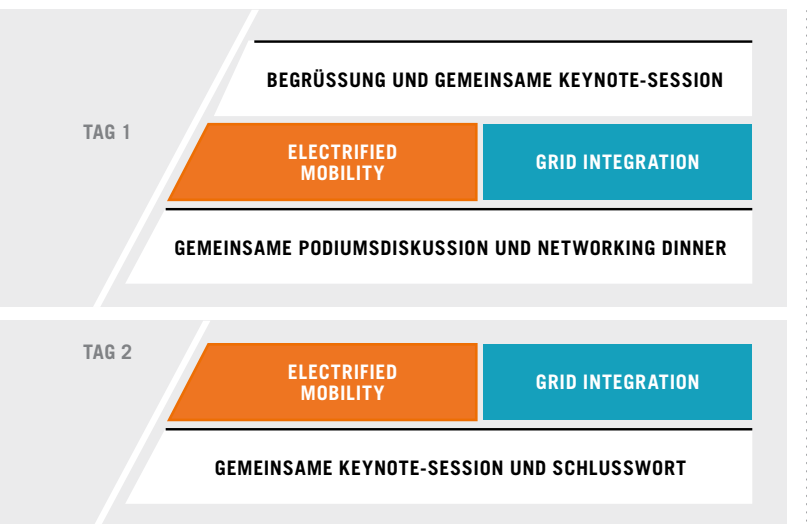 BEGRÜSSUNG UND GEMEINSAME KEYNOTE-SESSION
TAG 1
ELECTRIFIED
MOBILITY
GRID INTEGRATION
GEMEINSAME PODIUMSDISKUSSION UND NETWORKING DINNER
TAG 2
ELECTRIFIED
MOBILITY
GRID INTEGRATION
GEMEINSAME KEYNOTE-SESSION UND SCHLUSSWORT